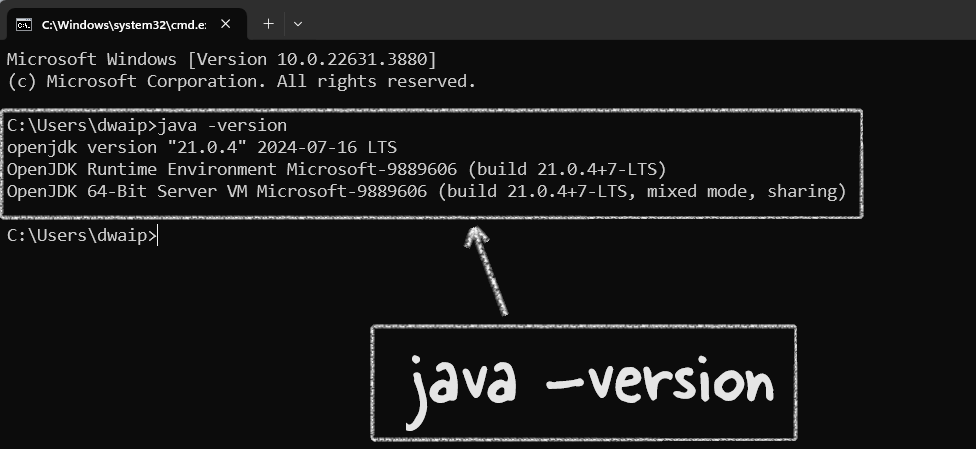 C:\Windows\system32\cmd.e
Microsoft Windows [Version 10.0.22631.3880]
(c) Microsoft Corporation. All rights reserved.
C:\Users\dwaip>java -version
openjdk version "21.0.4" 2024-07-16 LTS
OpenJDK Runtime Environment Microsoft-9889606 (build 21.0.4+7-LTS)
OpenJDK 64-Bit Server VM Microsoft-9889606 (build 21.0.4+7-LTS, mixed mode, sharing)
C:\Users\dwaip>
java -version